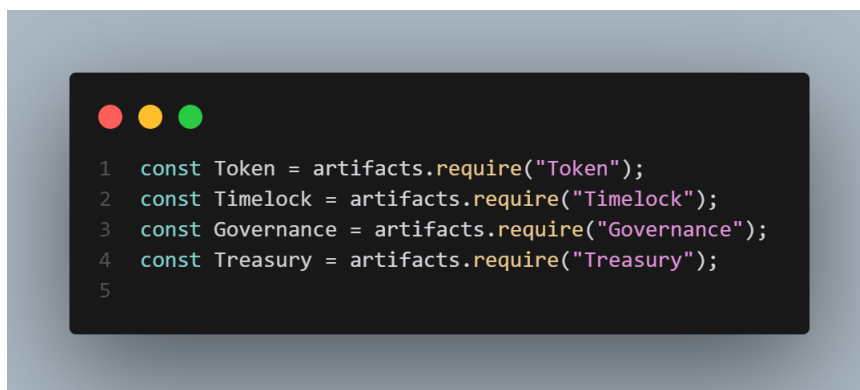 1 const Token = artifacts.require("Token");
2 const Timelock = artifacts.require("Timelock");
3 const Governance = artifacts.require("Governance");
4 const Treasury = artifacts.require("Treasury");
5